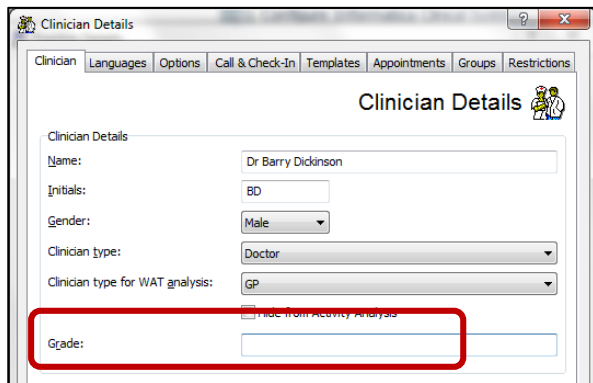 Clinician Details
Clinician Languages Options Call & Check-In Templates Appointments Groups Restrictions
Clinician Details
Clinician Details
Name: Dr Barry Dickinson
Initials: BD
Gender: Male
Clinician type: Doctor
Clinician type for WAT analysis: GP
Hide from Activity Analysis
Grade: